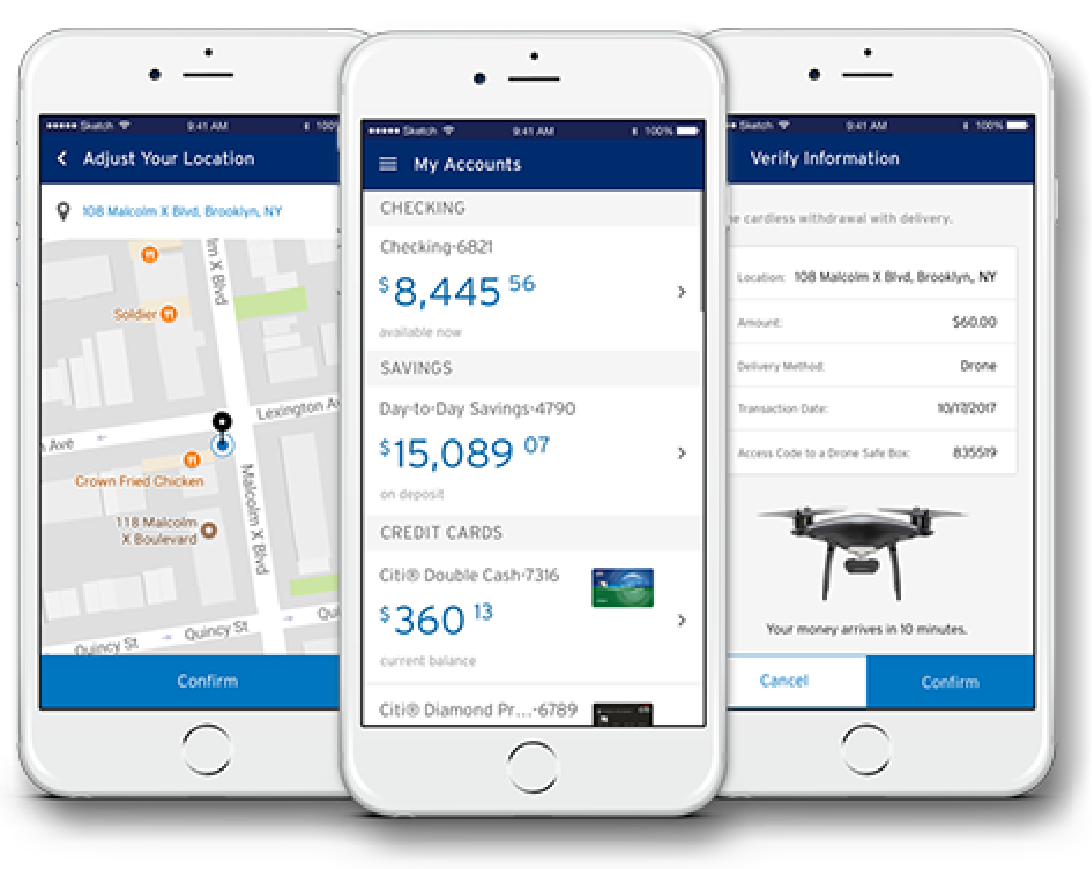 Sketch 9:41 AM 100%
Adjust Your Location
108 Malcolm X Blvd, Brooklyn, NY
X Blvd
Soldier
Lexington
Ave
Crown Fried Chicken
118 Malcolm
X Boulevard
Malcolm X Blvd
Quincy St
Quincy St
Confirm
Sketch 9:41 AM 100%
My Accounts
CHECKING
Checking-6821
$8,445 56
available now
SAVINGS
Day-to-Day Savings-4790
$15,089 07
on deposit
CREDIT CARDS
Citi® Double Cash-7316
$360 13
current balance
Citi® Diamond Pr...-6789
Sketch 9:41 AM 100%
Verify Information
cardless withdrawal with delivery.
Location: 108 Malcolm X Blvd, Brooklyn, NY
Amount: $60.00
Delivery Method: Drone
Transaction Date: 10/17/2017
Access Code to a Drone Safe Box: 835519
Your money arrives in 10 minutes.
Cancel Confirm